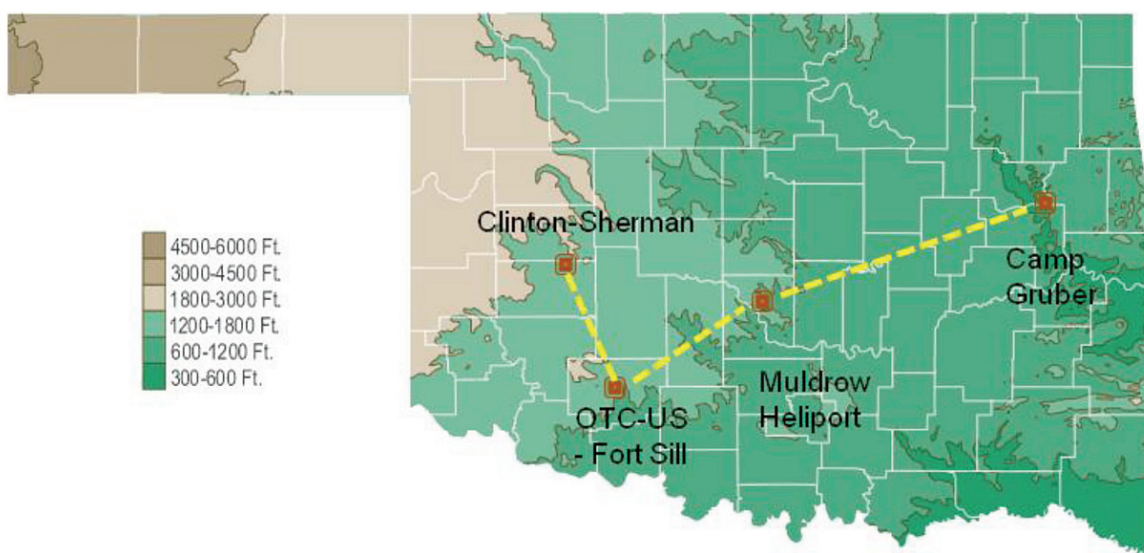 Clinton-Sherman
4500-6000 Ft.
3000-4500 Ft.
1800-3000 Ft.
1200-1800 Ft.
600-1200 Ft.
300-600 Ft.
Camp
Gruber
Muldrow
Heliport
OTC-US
- Fort Sill